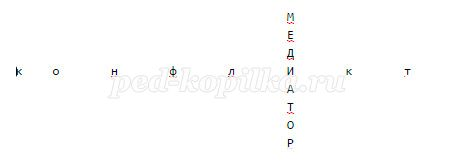 М
Е
Д
к о н ф л И к т
А
Т
О
Р
ped-kopilka.ru